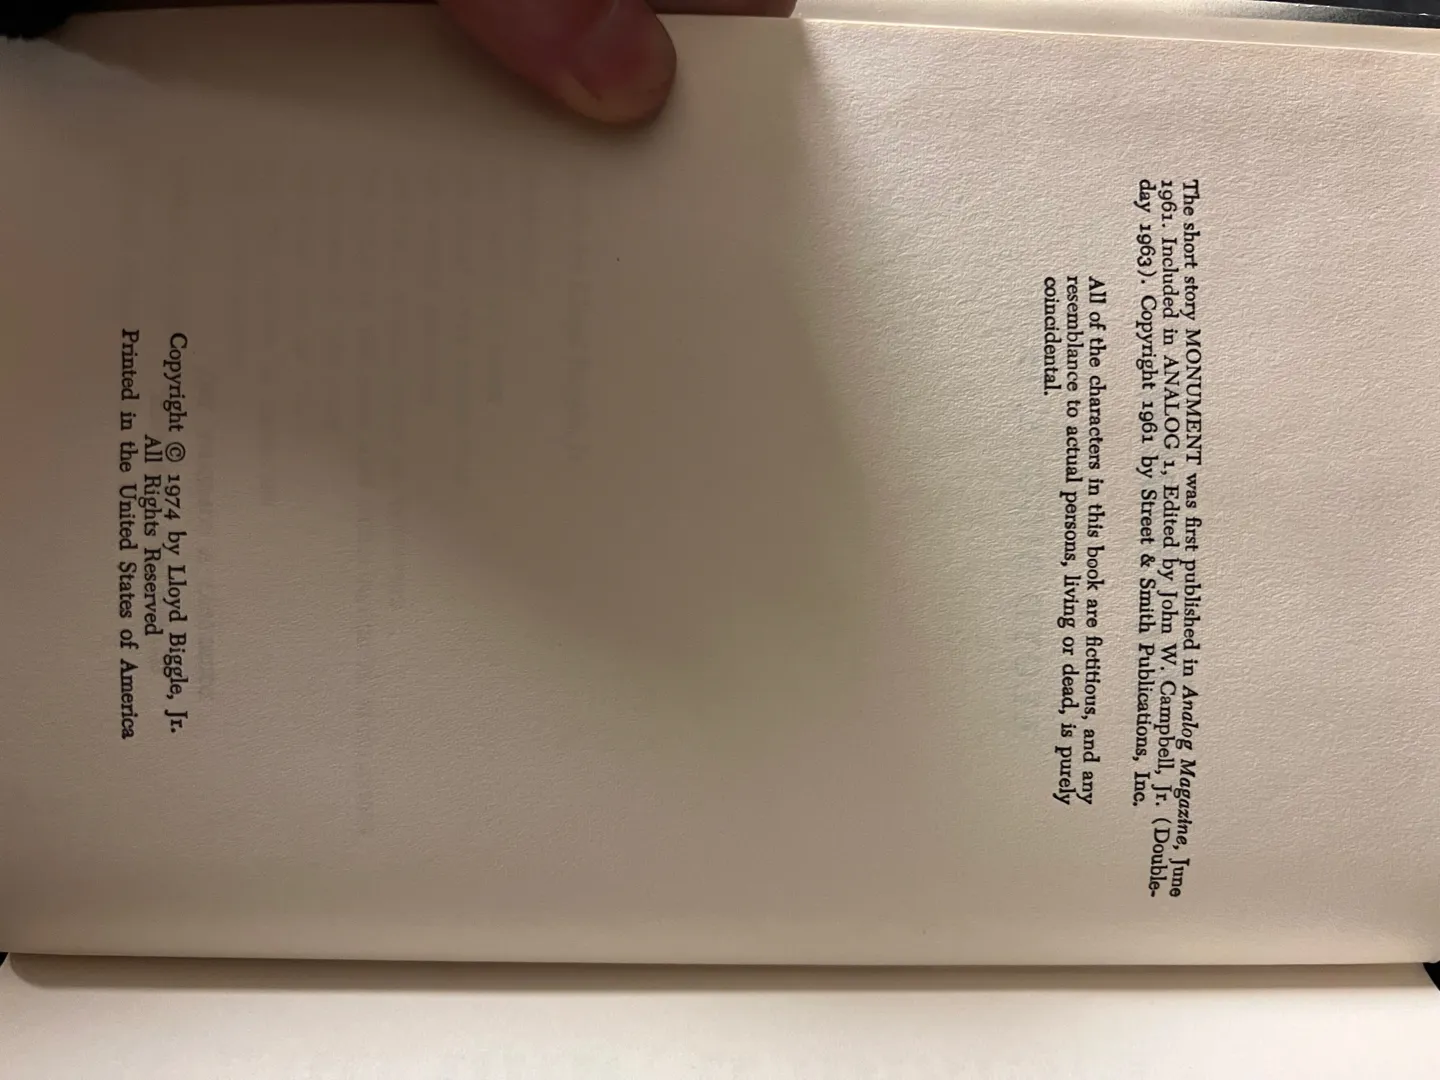 The short story MONUMENT was first published in Analog Magazine, June
1961. Included in ANALOG 1, Edited by John W. Campbell, Jr. (Double-
day 1963). Copyright 1961 by Street & Smith Publications, Inc.
All of the characters in this book are fictitious, and any
resemblance to actual persons, living or dead, is purely
coincidental.
Copyright © 1974 by Lloyd Biggle, Jr.
All Rights Reserved
Printed in the United States of America